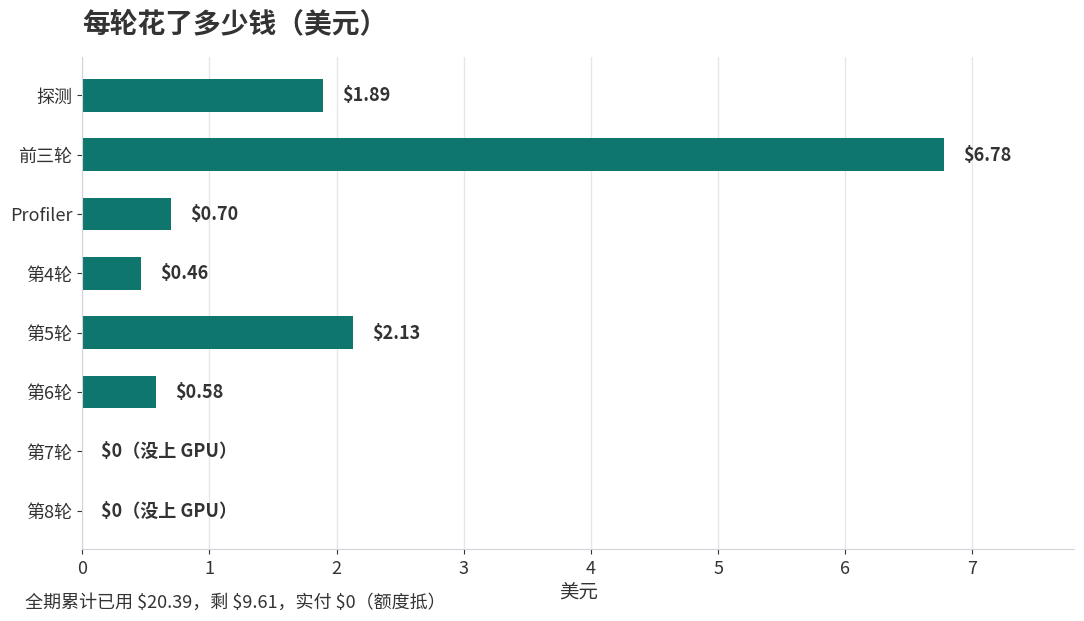 每轮花了多少钱（美元）
探测 $1.89
前三轮 $6.78
Profiler $0.70
第4轮 $0.46
第5轮 $2.13
第6轮 $0.58
第7轮 $0（没上 GPU）
第8轮 $0（没上 GPU）
0 1 2 3 4 5 6 7
美元
全期累计已用 $20.39，剩 $9.61，实付 $0（额度抵）